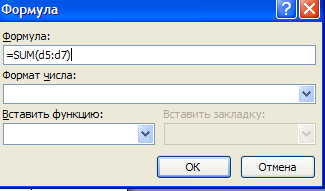 Формула
Формула:
=SUM(d5:d7)
Формат числа:
Вставить функцию: Вставить закладку:
ОК Отмена